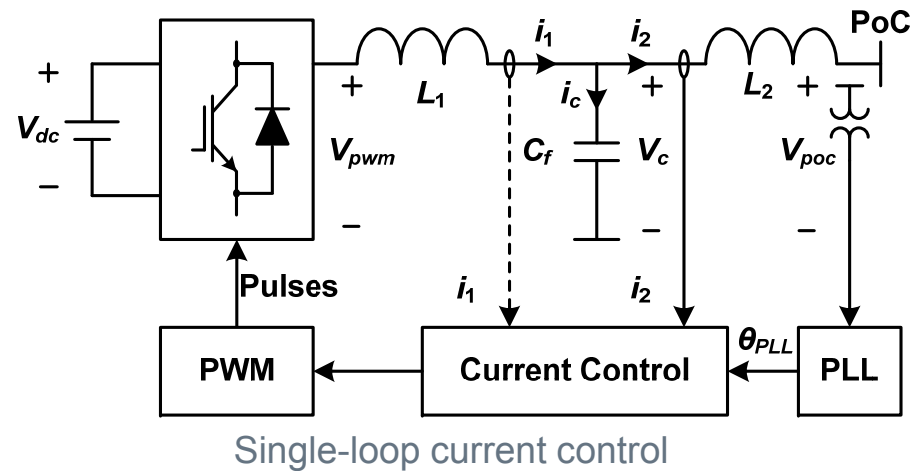 PoC
i1
i2
+
L1
ic
+
L2
+
+
Vdc
Vpwm
Cf
Vc
Vpoc
−
−
−
−
Pulses
i1
i2
θPLL
PWM
Current Control
PLL
Single-loop current control